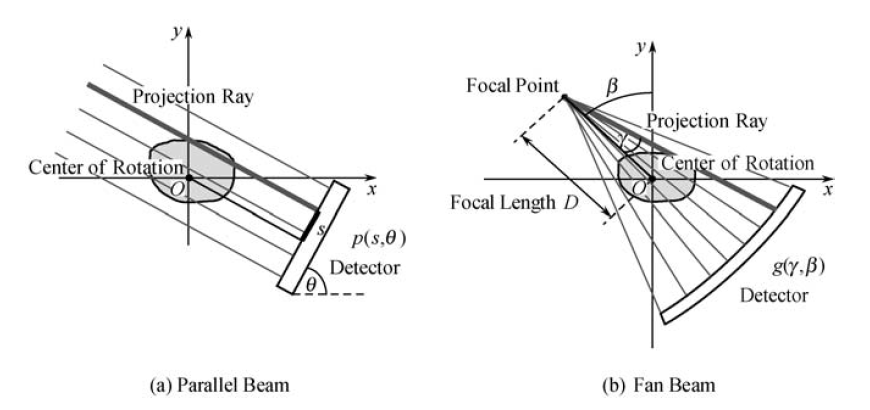 y
Projection Ray
Center of Rotation
O
x
s
p(s,θ)
Detector
θ
(a) Parallel Beam
y
Focal Point
β
Projection Ray
γ
Center of Rotation
O
x
Focal Length D
g(γ,β)
Detector
(b) Fan Beam